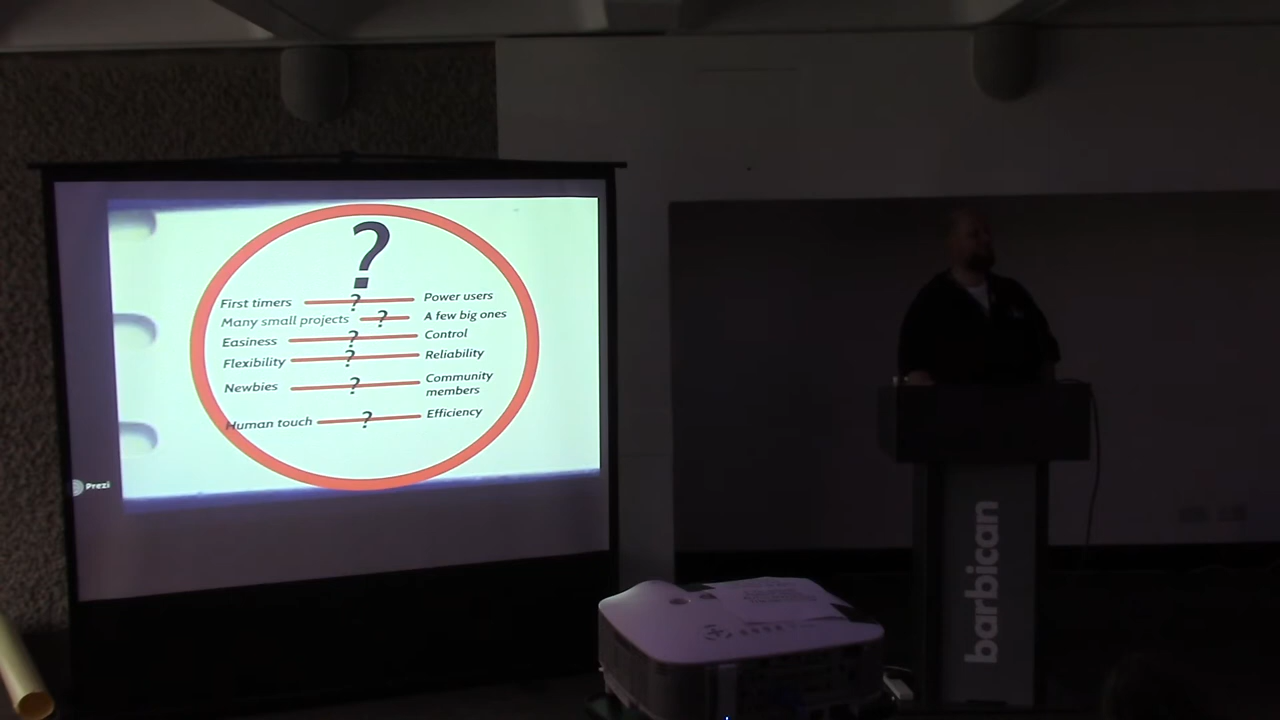 ?
First timers ? Power users
Many small projects ? A few big ones
Easiness ? Control
Flexibility ? Reliability
Newbies ? Community
members
Human touch ? Efficiency
Prezi
barbican